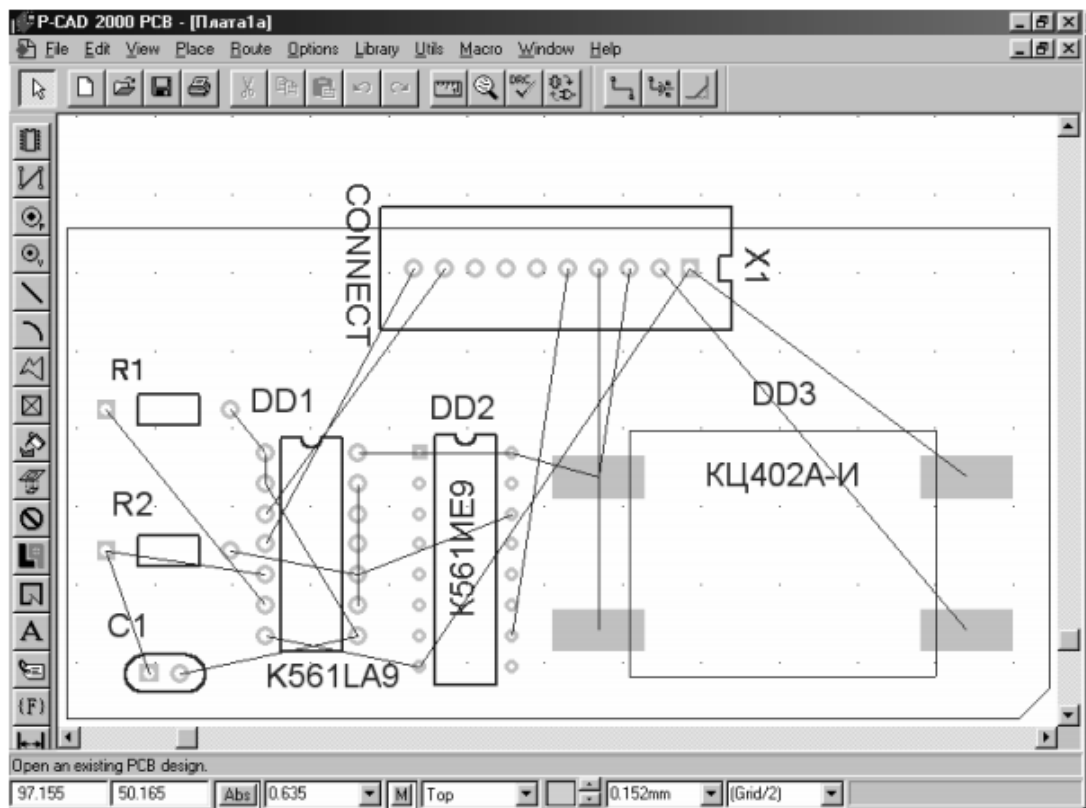 P-CAD 2000 PCB - [Плата1а]
File Edit View Place Route Options Library Utils Macro Window Help
DRC
CONNECT
X1
R1
DD1
DD2
DD3
КЦ402А-И
К561ИЕ9
R2
C1
K561LA9
A
{F}
Open an existing PCB design.
97.155 50.165 Abs 0.635 M Top 0.152mm (Grid/2)